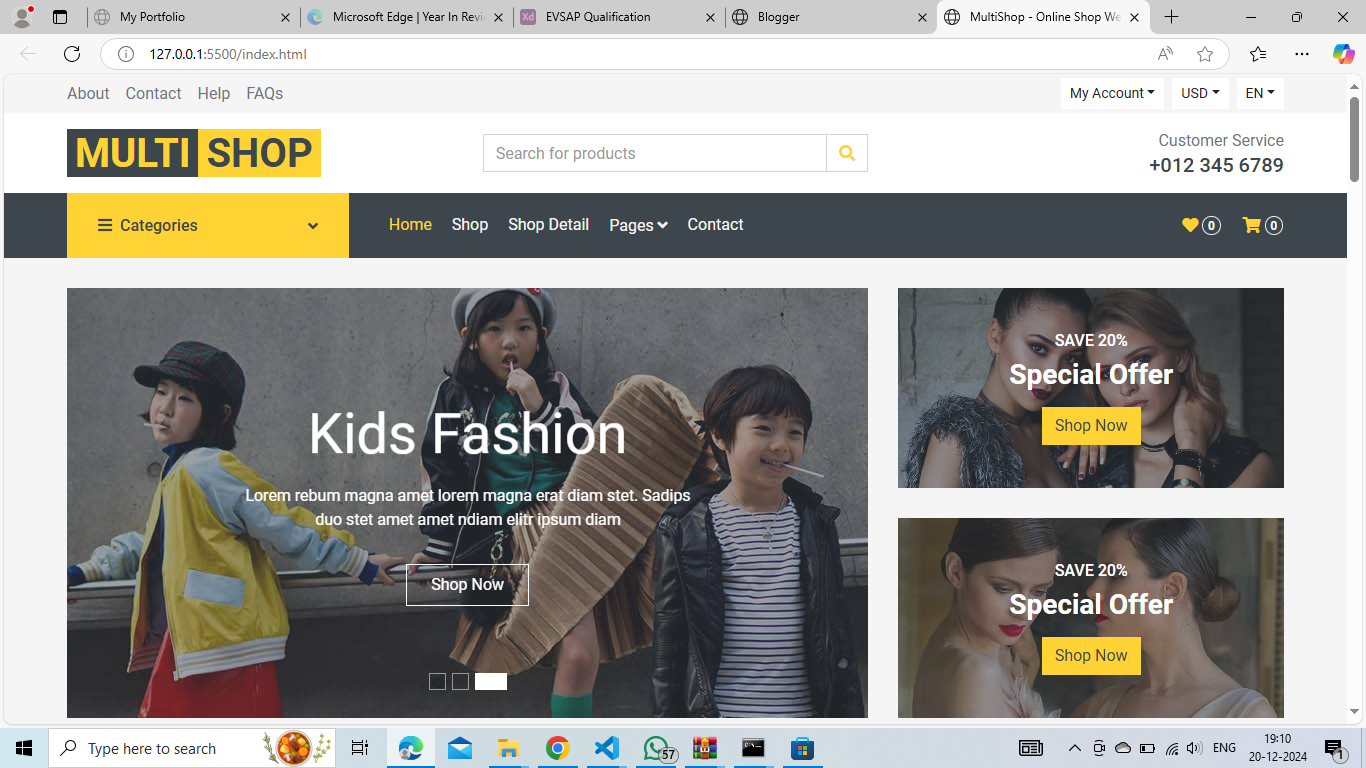 My Portfolio
Microsoft Edge | Year In Revi
EVSAP Qualification
Blogger
MultiShop - Online Shop We
127.0.0.1:5500/index.html
About Contact Help FAQs
My Account USD EN
MULTI SHOP
Search for products
Customer Service
+012 345 6789
Categories
Home Shop Shop Detail Pages Contact
0 0
Kids Fashion
Lorem rebum magna amet lorem magna erat diam stet. Sadips
duo stet amet amet ndiam elitr ipsum diam
Shop Now
SAVE 20%
Special Offer
Shop Now
SAVE 20%
Special Offer
Shop Now
Type here to search
57
ENG
19:10
20-12-2024
1